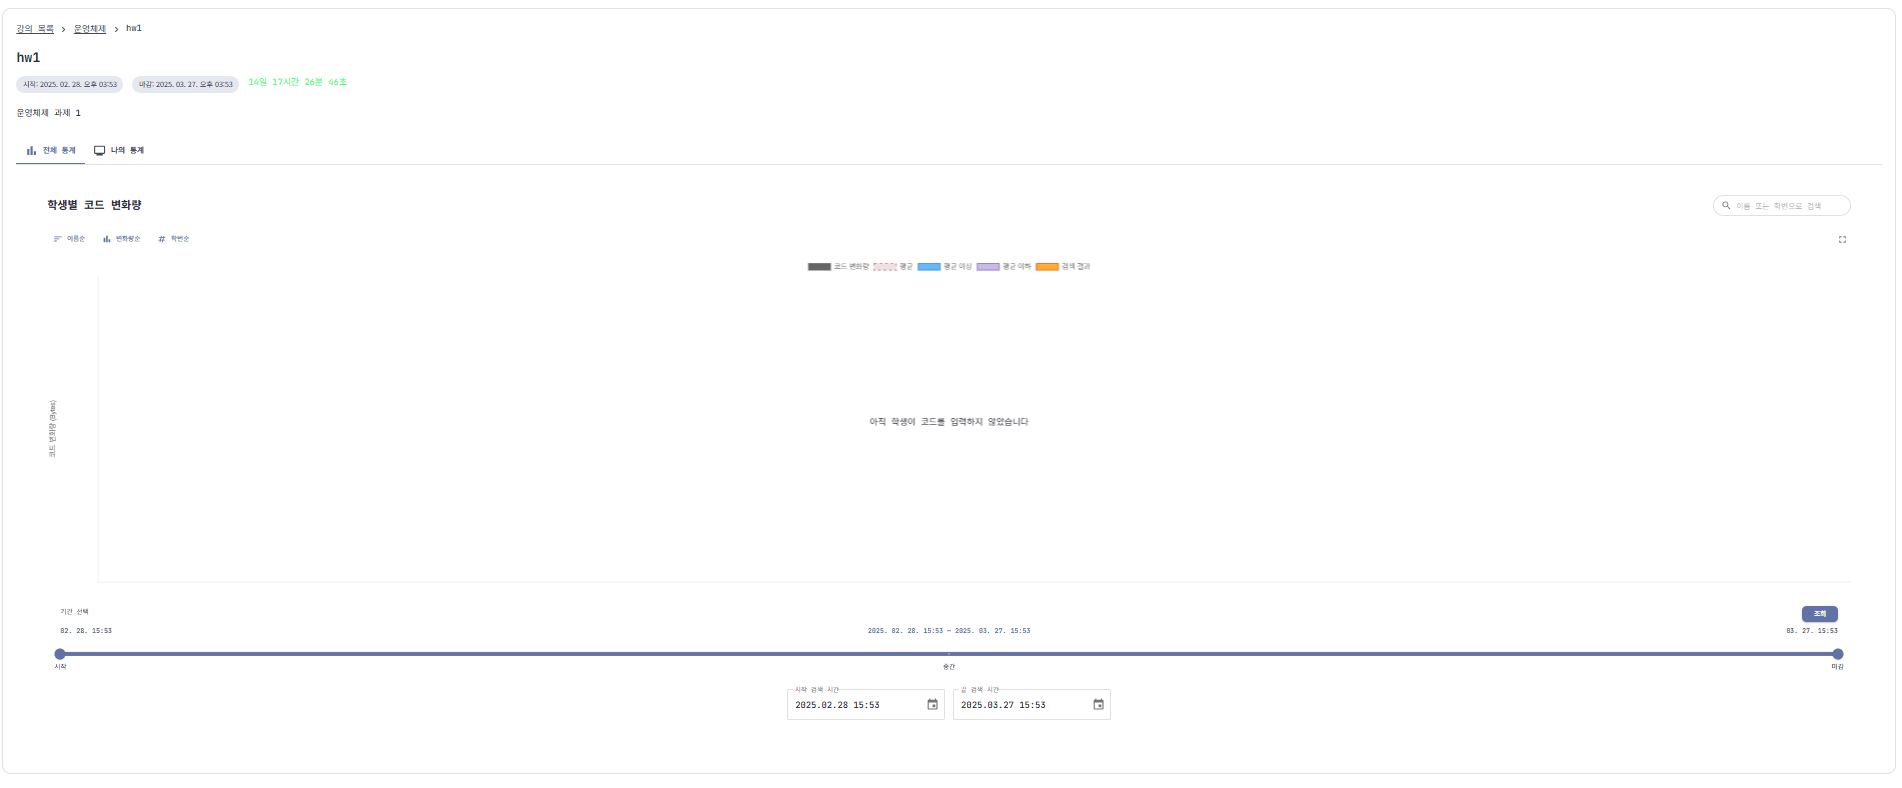 강의 목록 > 운영체제 > hw1
hw1
시작: 2025. 02. 28. 오후 03:53 마감: 2025. 03. 27. 오후 03:53 14일 17시간 26분 46초
운영체제 과제 1
전체 통계 나의 통계
학생별 코드 변화량
이름 또는 학번으로 검색
이름순 변화량순 학번순
코드 변화량 평균 평균 이상 평균 이하 검색 결과
코드 변화량 (Bytes)
아직 학생이 코드를 입력하지 않았습니다
기간 선택
조회
02. 28. 15:53 2025. 02. 28. 15:53 ~ 2025. 03. 27. 15:53 03. 27. 15:53
시작 중간 마감
시작 검색 시간 끝 검색 시간
2025.02.28 15:53 2025.03.27 15:53